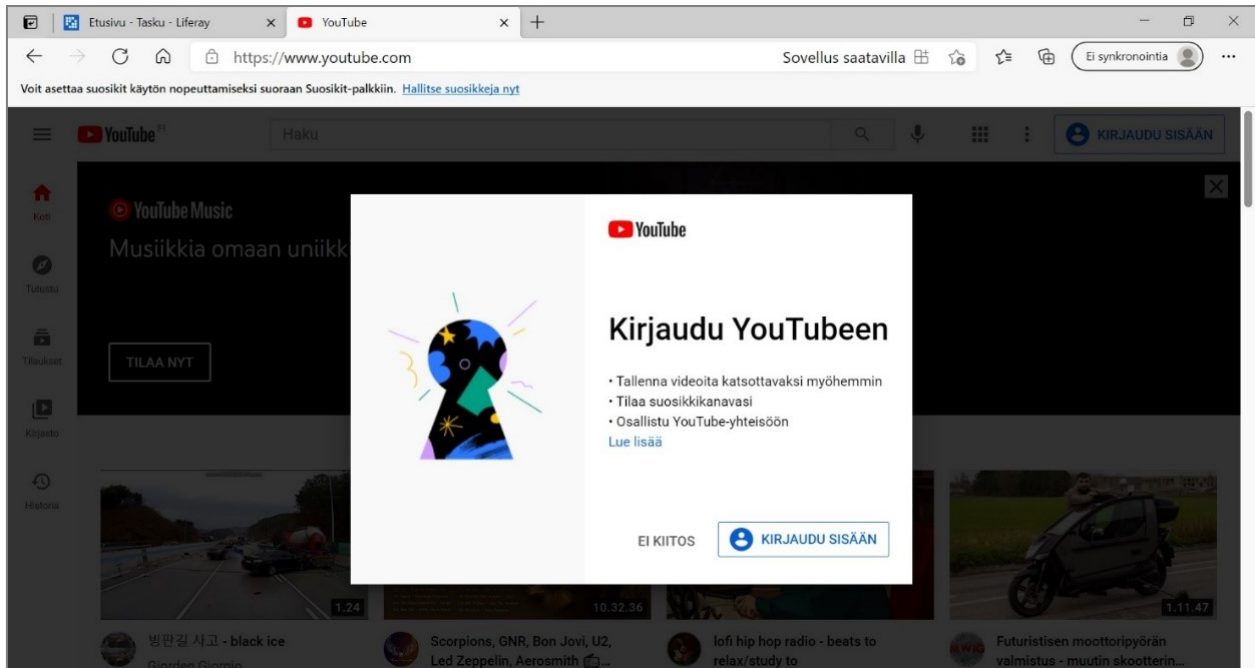 Etusivu - Tasku - Liferay
YouTube
https://www.youtube.com
Sovellus saatavilla
Ei synkronointia
Voit asettaa suosikit käytön nopeuttamiseksi suoraan Suosikit-palkkiin. Hallitse suosikkeja nyt
YouTube FI
Haku
KIRJAUDU SISÄÄN
Koti
Tutustu
Tilaukset
Kirjasto
Historia
YouTube Music
Musiikkia omaan uniikk
TILAA NYT
YouTube
Kirjaudu YouTubeen
• Tallenna videoita katsottavaksi myöhemmin
• Tilaa suosikkikanavasi
• Osallistu YouTube-yhteisöön
Lue lisää
EI KIITOS
KIRJAUDU SISÄÄN
1.24
10.32.36
1.11.47
빙판길 사고 - black ice
Giorden Giorgio
Scorpions, GNR, Bon Jovi, U2,
Led Zeppelin, Aerosmith
lofi hip hop radio - beats to
relax/study to
MWIG
Futuristisen moottoripyörän
valmistus - muutin skootterin...